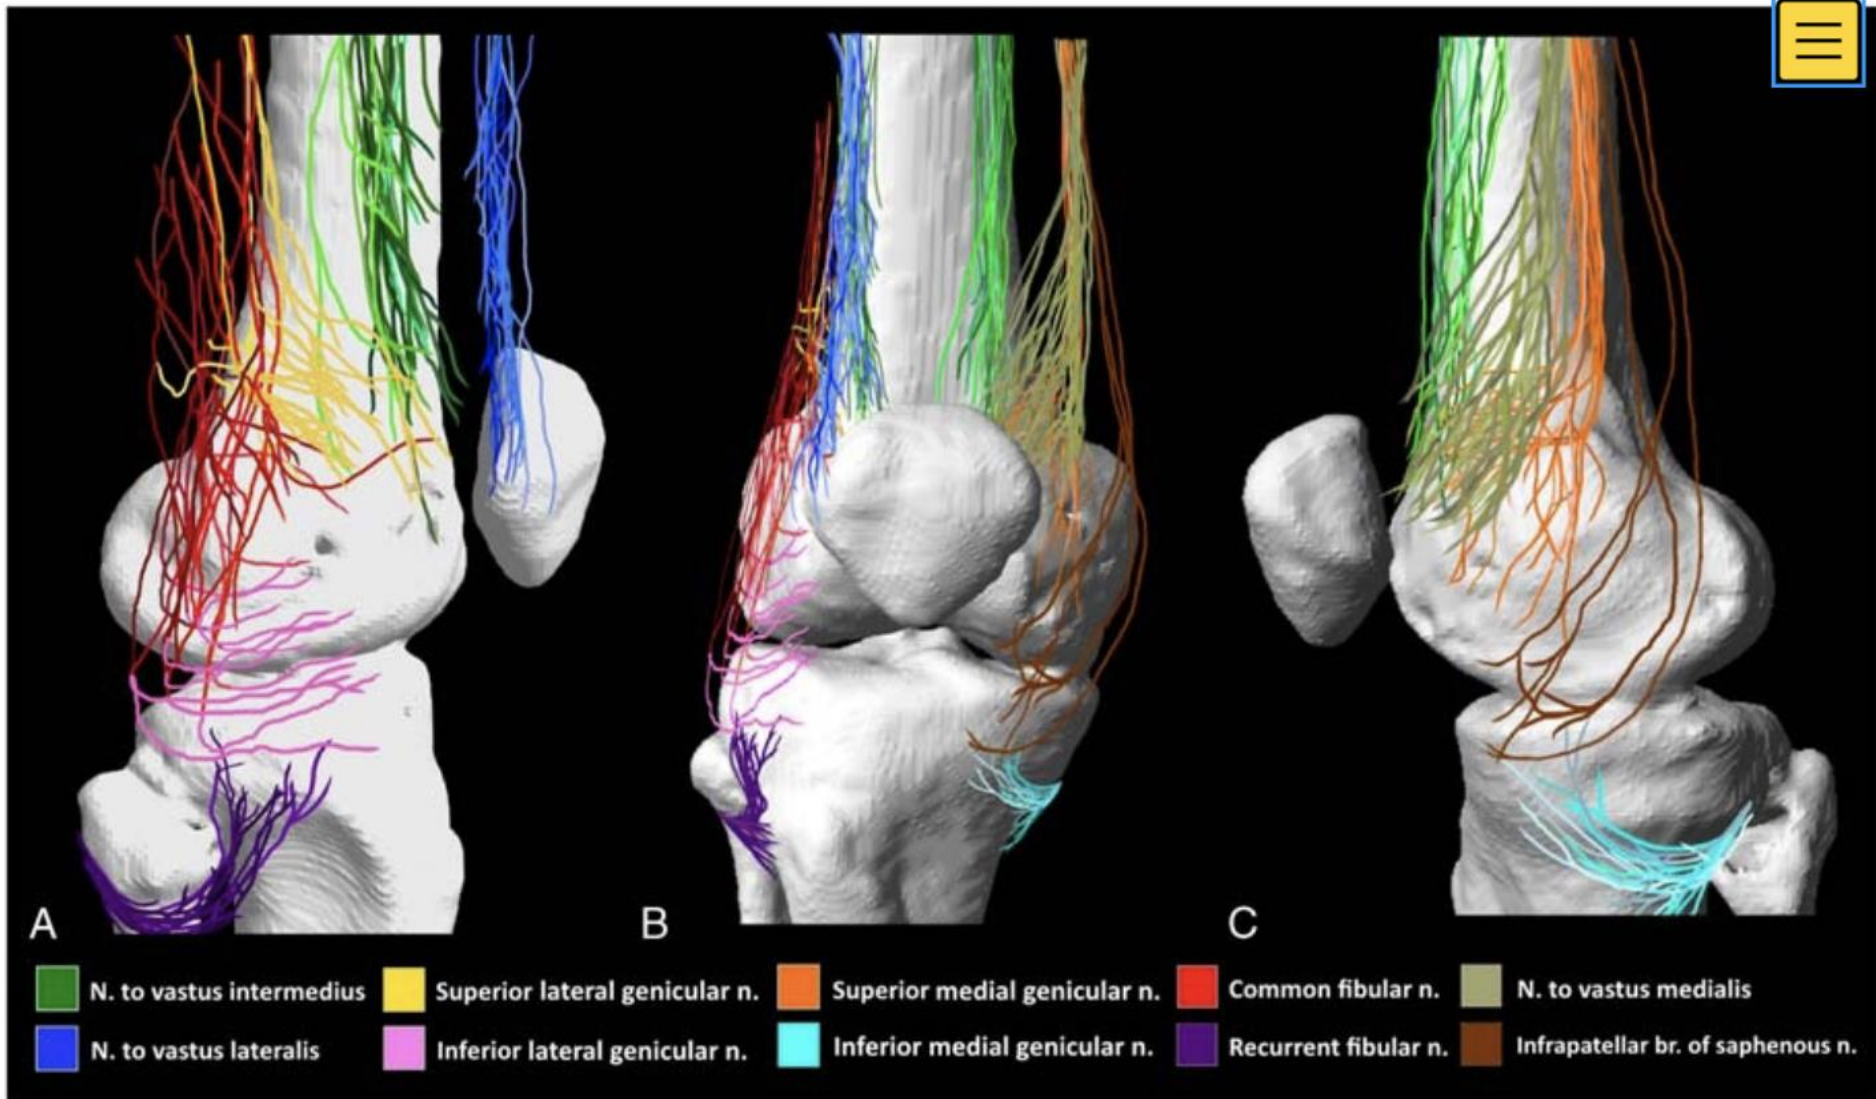 A
B
C
N. to vastus intermedius
Superior lateral genicular n.
Superior medial genicular n.
Common fibular n.
N. to vastus medialis
N. to vastus lateralis
Inferior lateral genicular n.
Inferior medial genicular n.
Recurrent fibular n.
Infrapatellar br. of saphenous n.